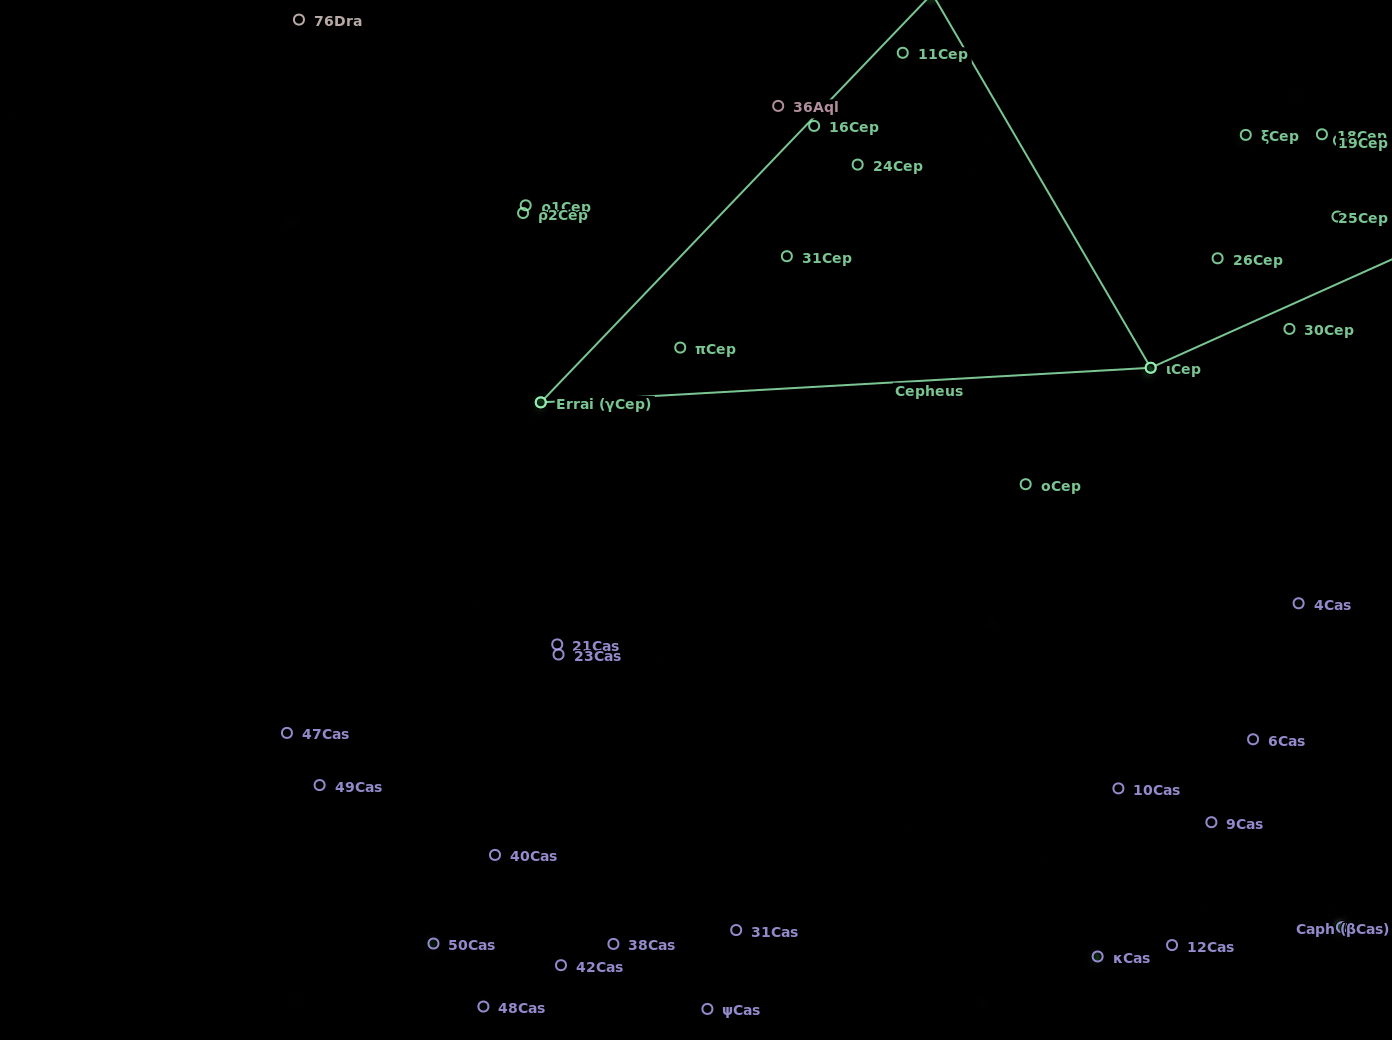 76Dra
11Cep
36Aql
16Cep
ξCep
18Cep
19Cep
24Cep
ρ1Cep
ρ2Cep
25Cep
31Cep
26Cep
30Cep
πCep
ιCep
Cepheus
Errai (γCep)
οCep
4Cas
21Cas
23Cas
47Cas
6Cas
49Cas
10Cas
9Cas
40Cas
Caph (βCas)
31Cas
50Cas
38Cas
12Cas
κCas
42Cas
48Cas
ψCas